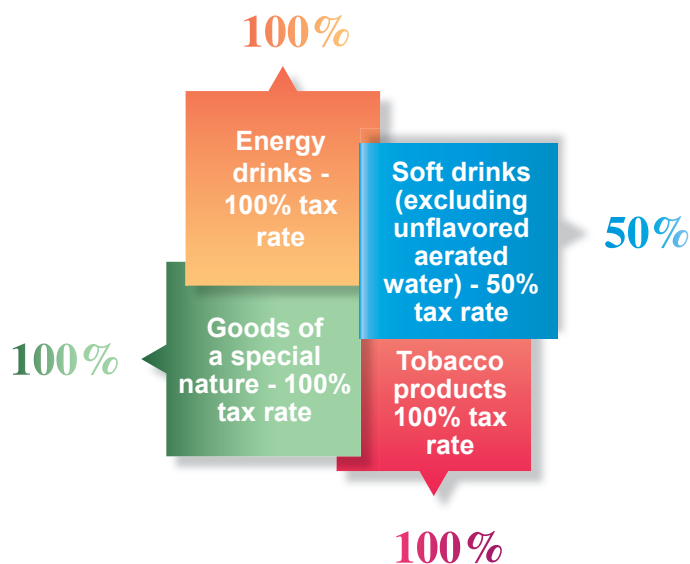 100%
Energy
drinks -
100% tax
rate
Soft drinks
(excluding
unflavored
aerated
water) - 50%
tax rate
50%
Goods of
a special
nature - 100%
tax rate
100%
Tobacco
products
100% tax
rate
100%